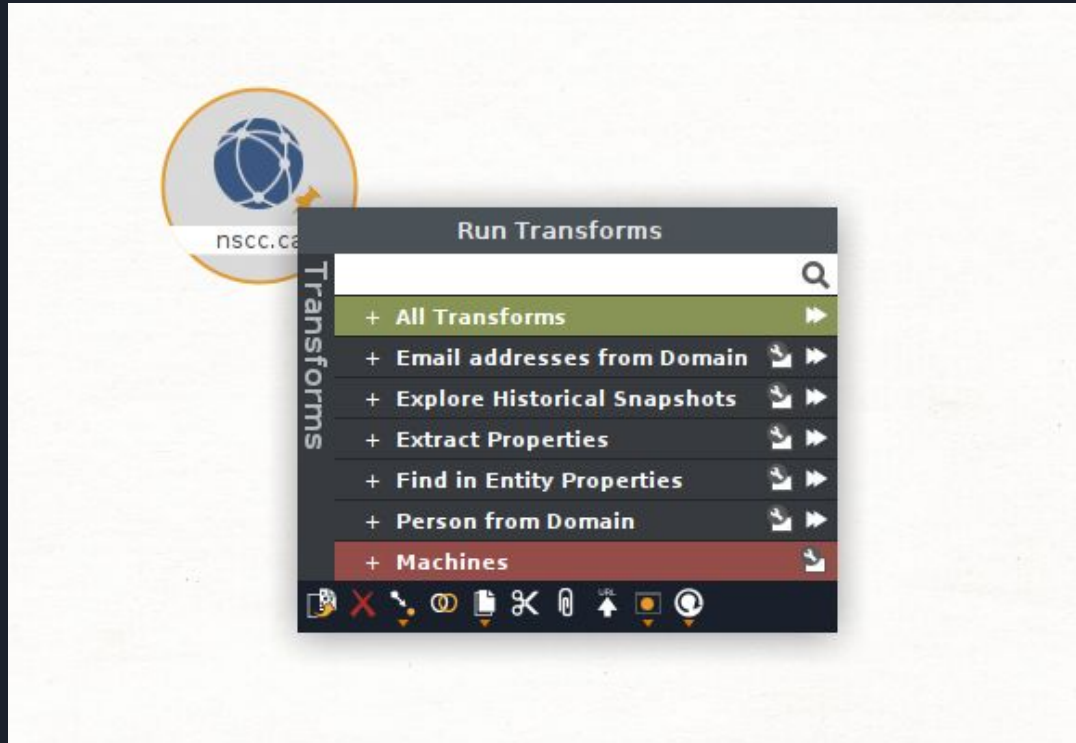 nscc.ca
Run Transforms
Transforms
+ All Transforms
+ Email addresses from Domain
+ Explore Historical Snapshots
+ Extract Properties
+ Find in Entity Properties
+ Person from Domain
+ Machines
URL